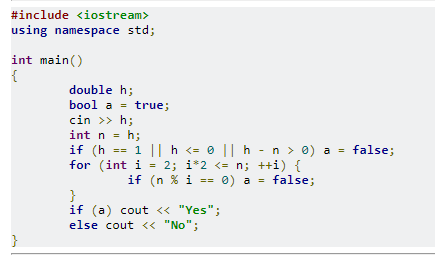 #include <iostream>
using namespace std;
int main()
{
double h;
bool a = true;
cin >> h;
int n = h;
if (h == 1 || h <= 0 || h - n > 0) a = false;
for (int i = 2; i*2 <= n; ++i) {
if (n % i == 0) a = false;
}
if (a) cout << "Yes";
else cout << "No";
}